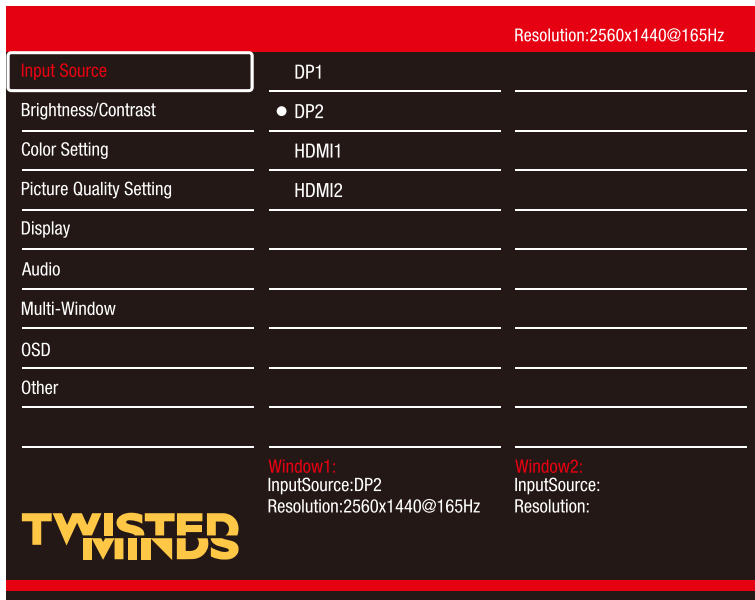 Resolution:2560x1440@165Hz
Input Source
DP1
Brightness/Contrast
DP2
Color Setting
HDMI1
Picture Quality Setting
HDMI2
Display
Audio
Multi-Window
OSD
Other
Window1:
InputSource:DP2
Resolution:2560x1440@165Hz
Window2:
InputSource:
Resolution:
TWISTED
MINDS